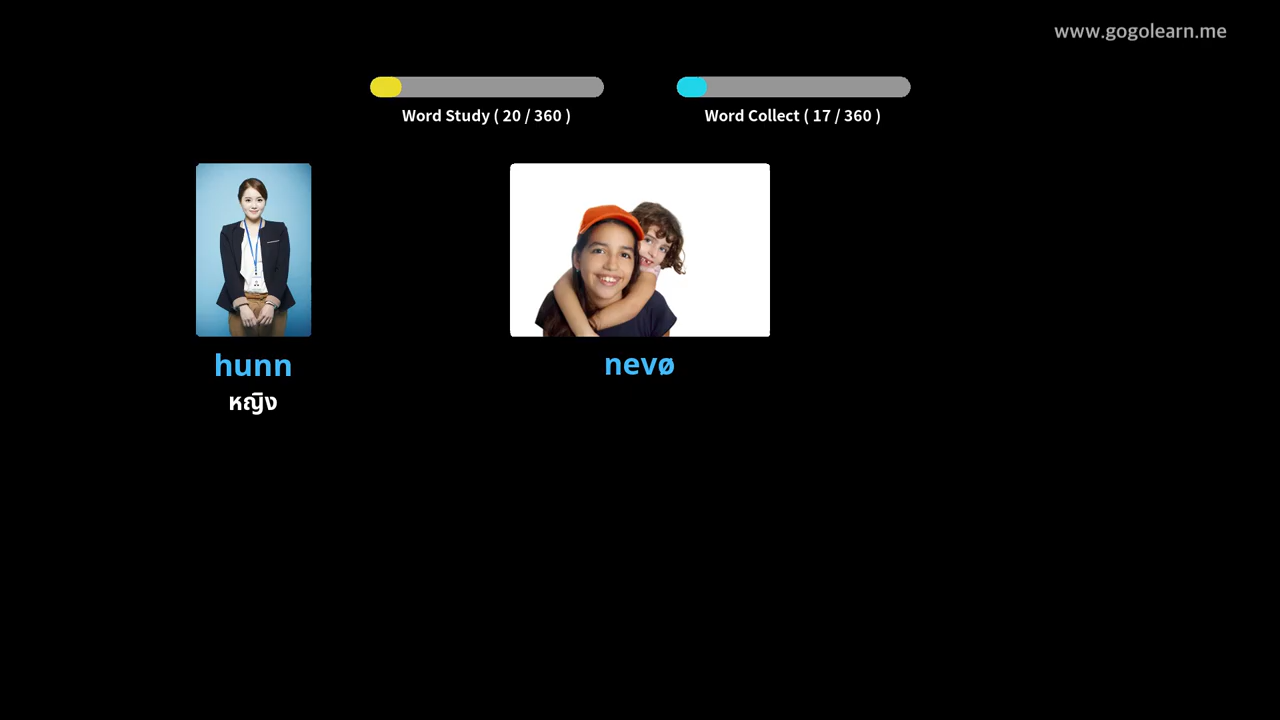 www.gogolearn.me
Word Study ( 20 / 360 )
Word Collect ( 17 / 360 )
hunn
หญิง
nevø